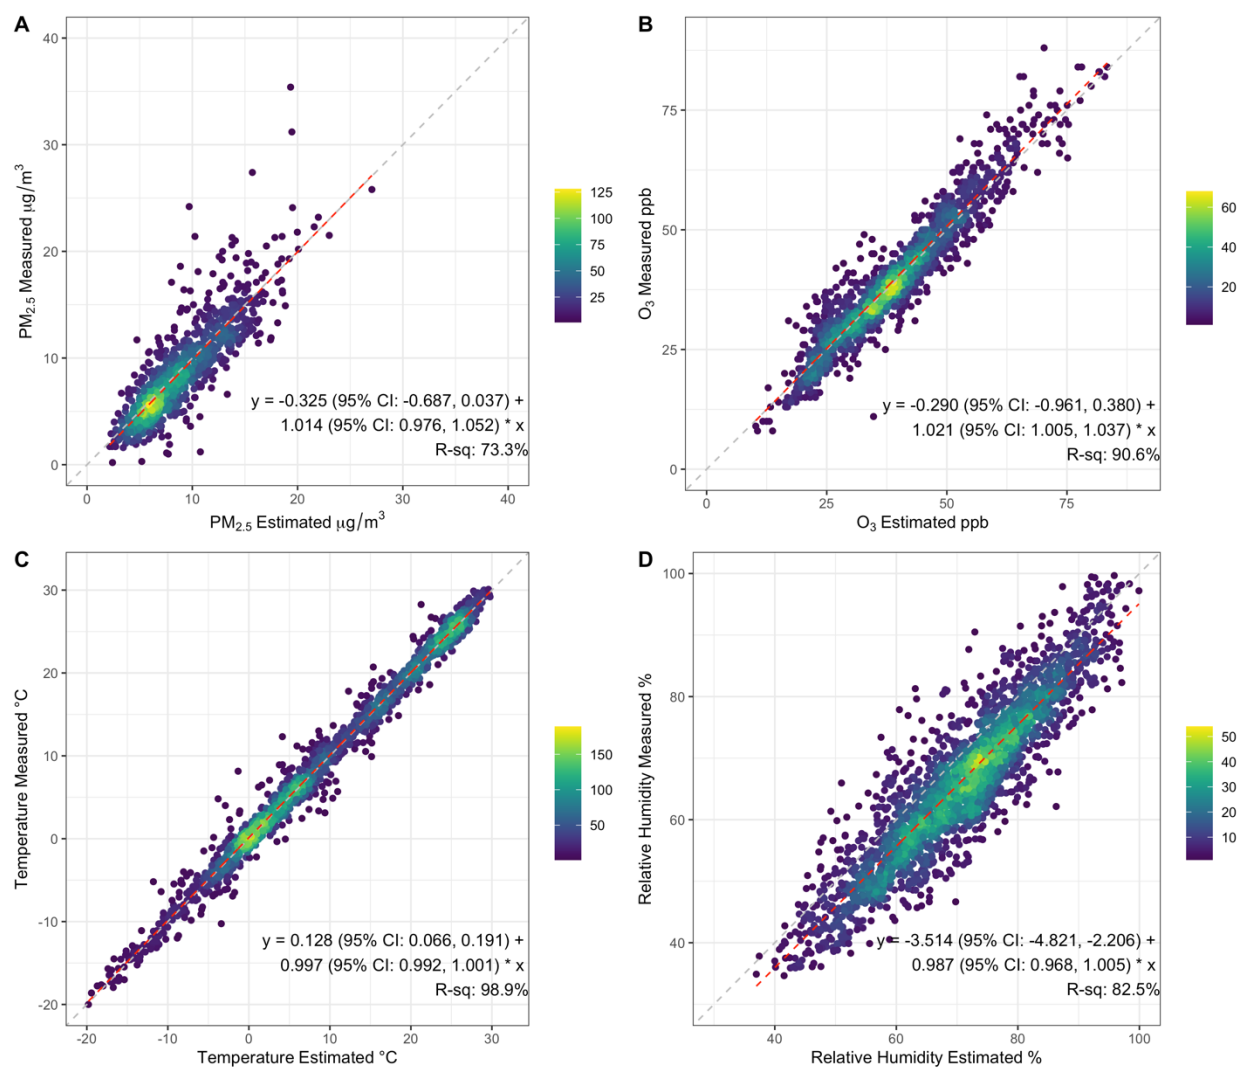 A
40
30
20
10
0
PM2.5 Measured µg/m3
0
10
20
30
40
PM2.5 Estimated µg/m3
y = -0.325 (95% CI: -0.687, 0.037) +
1.014 (95% CI: 0.976, 1.052) * x
R-sq: 73.3%
125
100
75
50
25
B
75
50
25
0
O3 Measured ppb
0
25
50
75
O3 Estimated ppb
y = -0.290 (95% CI: -0.961, 0.380) +
1.021 (95% CI: 1.005, 1.037) * x
R-sq: 90.6%
60
40
20
C
30
20
10
0
-10
-20
Temperature Measured °C
-20
-10
0
10
20
30
Temperature Estimated °C
y = 0.128 (95% CI: 0.066, 0.191) +
0.997 (95% CI: 0.992, 1.001) * x
R-sq: 98.9%
150
100
50
D
100
80
60
40
Relative Humidity Measured %
40
60
80
100
Relative Humidity Estimated %
y = -3.514 (95% CI: -4.821, -2.206) +
0.987 (95% CI: 0.968, 1.005) * x
R-sq: 82.5%
50
40
30
20
10